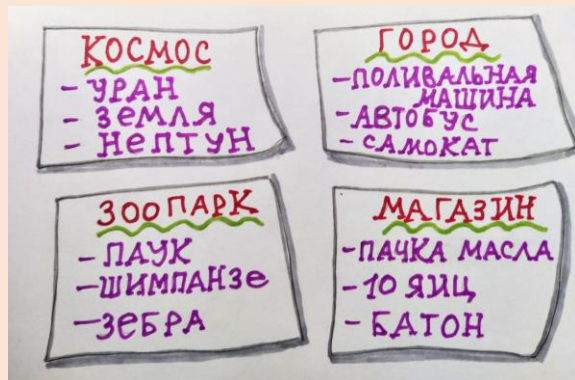 КОСМОС
- УРАН
- ЗЕМЛЯ
- НЕПТУН
ГОРОД
- ПОЛИВАЛЬНАЯ
МАШИНА
- АВТОБУС
- САМОКАТ
ЗООПАРК
- ПАУК
- ШИМПАНЗЕ
- ЗЕБРА
МАГАЗИН
- ПАЧКА МАСЛА
- 10 ЯИЦ
- БАТОН